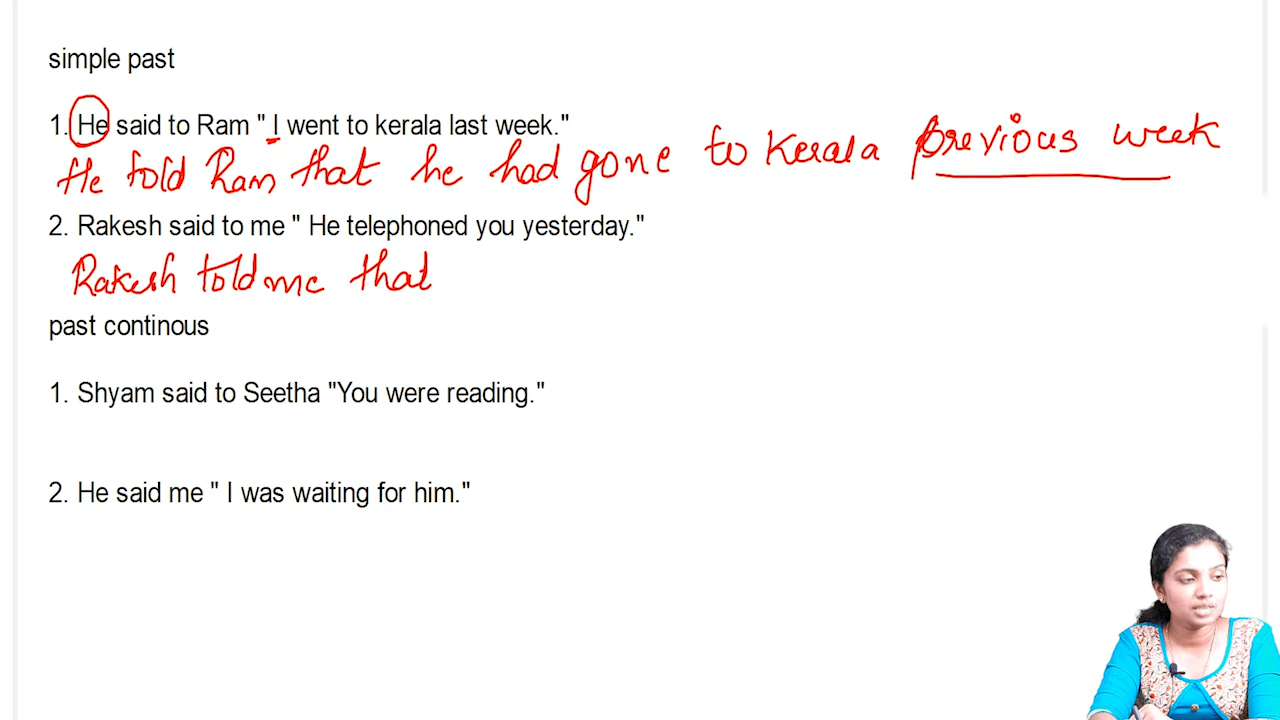 simple past
1. He said to Ram " I went to kerala last week."
He told Ram that he had gone to Kerala previous week
2. Rakesh said to me " He telephoned you yesterday."
Rakesh told me that
past continous
1. Shyam said to Seetha "You were reading."
2. He said me " I was waiting for him."